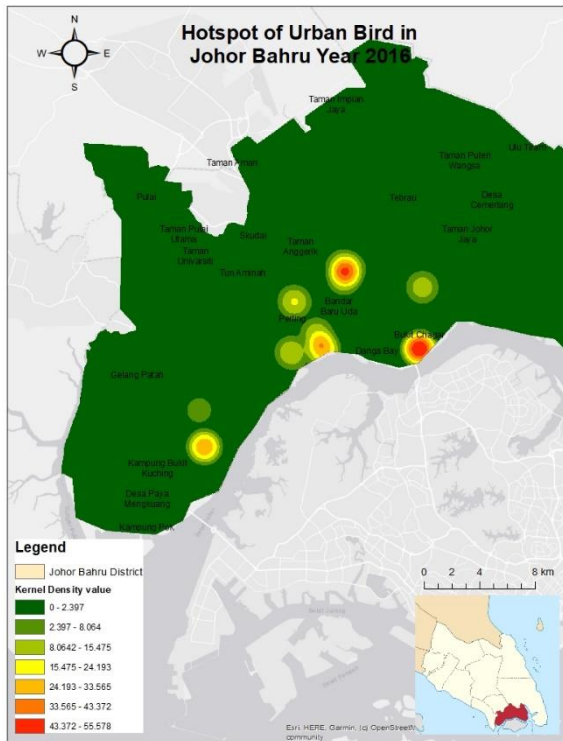 Hotspot of Urban Bird in
Johor Bahru Year 2016
N
W
E
S
Taman Impian
Jaya
Ulu Tiram
Taman Puteri
Wangsa
Taman Aman
Desa
Cemerlang
Pulai
Tebrau
Taman Pulai
Utama
Skudai
Taman Johor
Jaya
Taman
Universiti
Taman
Anggerik
Tun Aminah
Bandar
Baru Uda
Perling
Bukit Chagar
Danga Bay
Gelang Patah
Kampung Bukit
Kuching
Desa Paya
Mengkuang
Kampung Pok
Legend
Johor Bahru District
Kernel Density value
0 - 2.397
2.397 - 8.064
8.0642 - 15.475
15.475 - 24.193
24.193 - 33.565
33.565 - 43.372
43.372 - 55.578
0 2 4 8 km
Esri, HERE, Garmin, (c) OpenStreetM
community